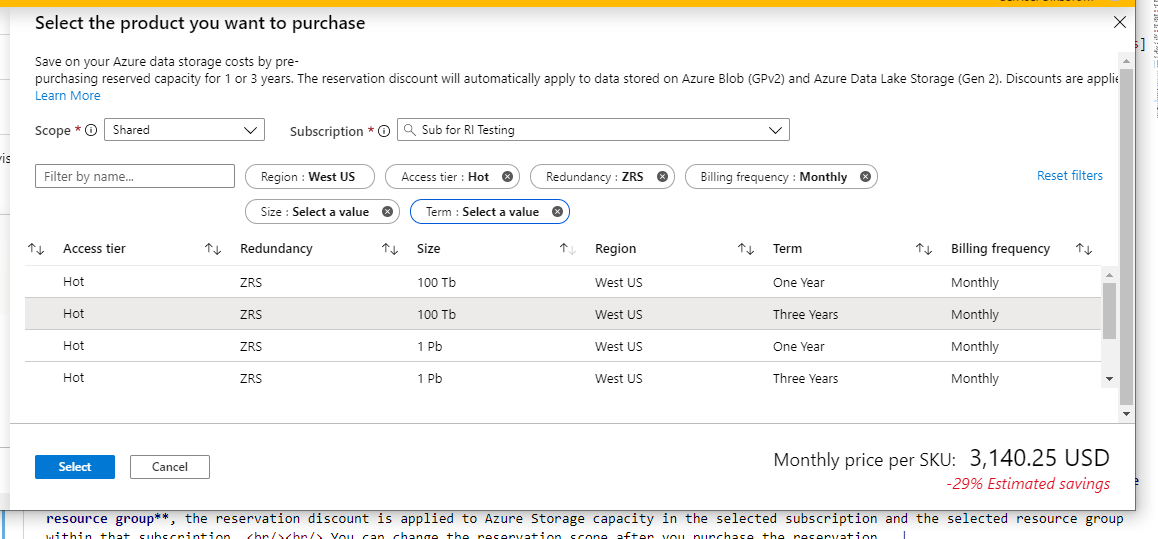 Select the product you want to purchase
Save on your Azure data storage costs by pre-
purchasing reserved capacity for 1 or 3 years. The reservation discount will automatically apply to data stored on Azure Blob (GPv2) and Azure Data Lake Storage (Gen 2). Discounts are applie
Learn More
Scope * Shared Subscription * Sub for RI Testing
Filter by name... Region : West US Access tier : Hot Redundancy : ZRS Billing frequency : Monthly Reset filters
Size : Select a value Term : Select a value
Access tier Redundancy Size Region Term Billing frequency
Hot ZRS 100 Tb West US One Year Monthly
Hot ZRS 100 Tb West US Three Years Monthly
Hot ZRS 1 Pb West US One Year Monthly
Hot ZRS 1 Pb West US Three Years Monthly
Monthly price per SKU: 3,140.25 USD
Select Cancel
-29% Estimated savings
resource group**, the reservation discount is applied to Azure Storage capacity in the selected subscription and the selected resource group
within that subscription. <br/><br/> You can change the reservation scope after you purchase the reservation. |